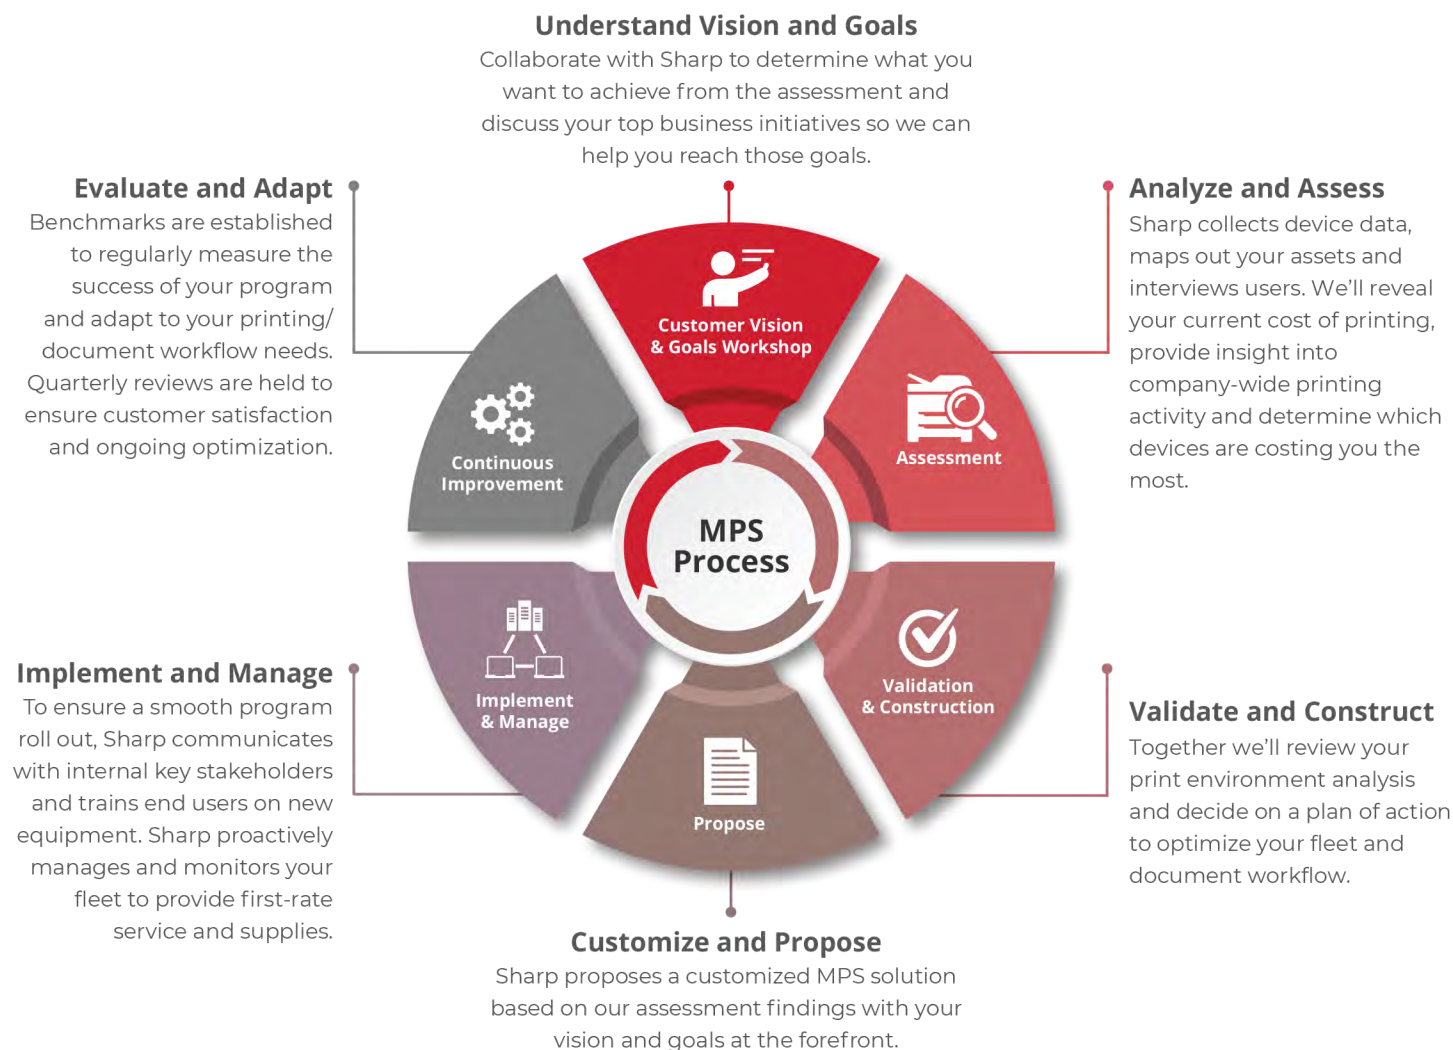 Understand Vision and Goals
Collaborate with Sharp to determine what you
want to achieve from the assessment and
discuss your top business initiatives so we can
help you reach those goals.
Analyze and Assess
Sharp collects device data,
maps out your assets and
interviews users. We’ll reveal
your current cost of printing,
provide insight into
company-wide printing
activity and determine which
devices are costing you the
most.
Validate and Construct
Together we’ll review your
print environment analysis
and decide on a plan of action
to optimize your fleet and
document workflow.
Customize and Propose
Sharp proposes a customized MPS solution
based on our assessment findings with your
vision and goals at the forefront.
Implement and Manage
To ensure a smooth program
roll out, Sharp communicates
with internal key stakeholders
and trains end users on new
equipment. Sharp proactively
manages and monitors your
fleet to provide first-rate
service and supplies.
Evaluate and Adapt
Benchmarks are established
to regularly measure the
success of your program
and adapt to your printing/
document workflow needs.
Quarterly reviews are held to
ensure customer satisfaction
and ongoing optimization.
Customer Vision
& Goals Workshop
Assessment
Validation
& Construction
Propose
Implement
& Manage
Continuous
Improvement
MPS
Process